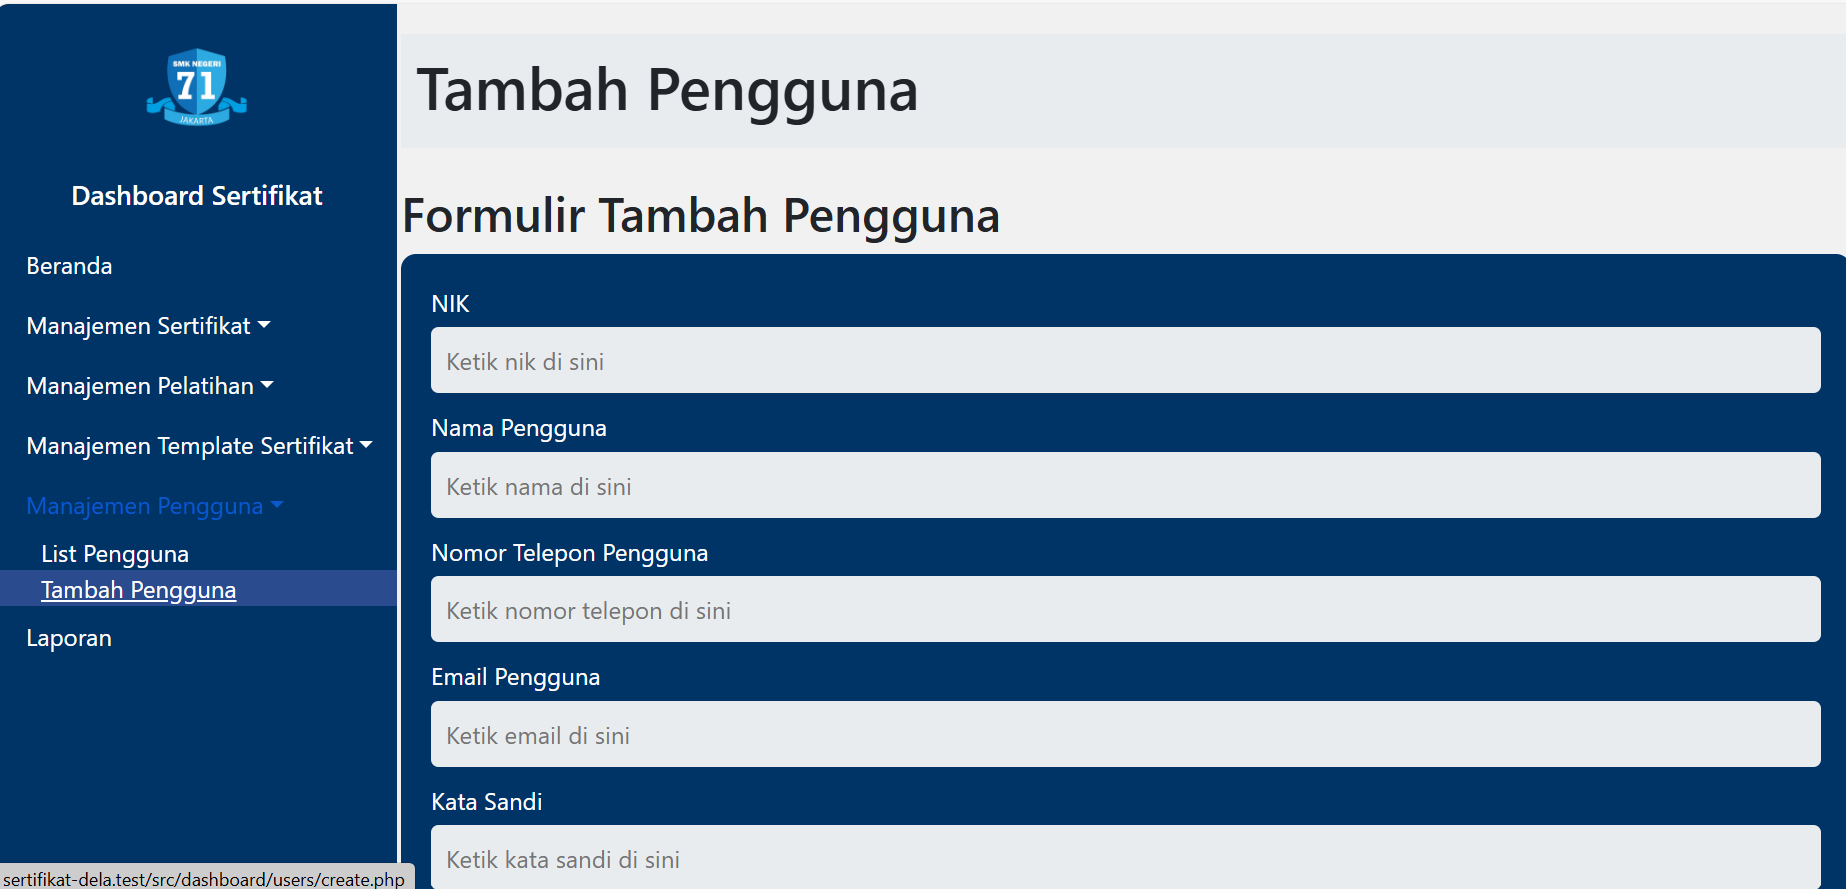 SMK NEGERI
71
JAKARTA
Dashboard Sertifikat
Beranda
Manajemen Sertifikat
Manajemen Pelatihan
Manajemen Template Sertifikat
Manajemen Pengguna
List Pengguna
Tambah Pengguna
Laporan
sertifikat-dela.test/src/dashboard/users/create.php
Tambah Pengguna
Formulir Tambah Pengguna
NIK
Ketik nik di sini
Nama Pengguna
Ketik nama di sini
Nomor Telepon Pengguna
Ketik nomor telepon di sini
Email Pengguna
Ketik email di sini
Kata Sandi
Ketik kata sandi di sini